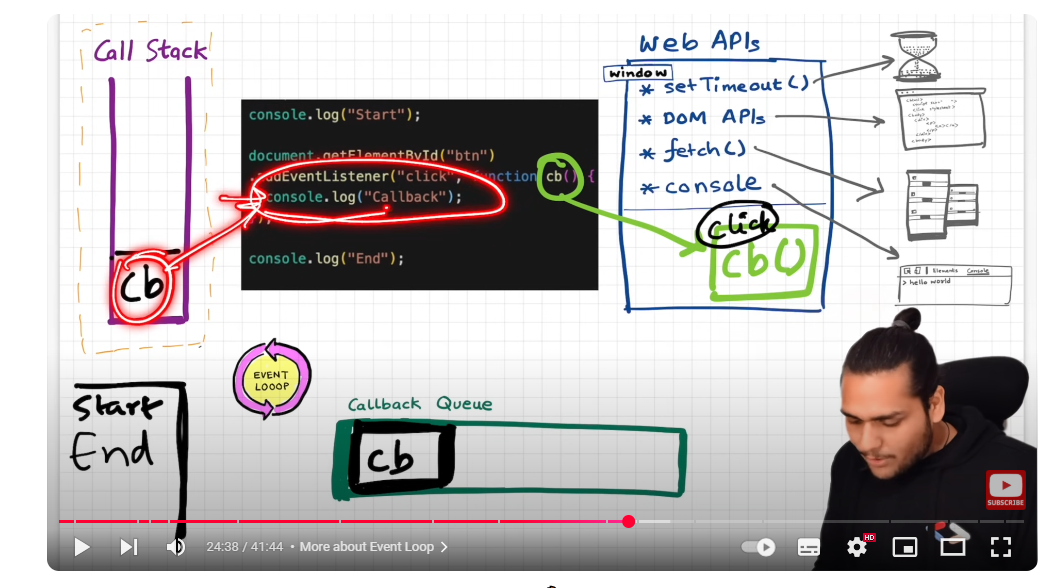 Call Stack
cb
console.log("Start");
document.getElementById("btn")
.addEventListener("click", function cb() {
console.log("Callback");
});
console.log("End");
Web APIs
window
* setTimeout()
* DOM APIs
* fetch()
* console
click
cb()
Elements Console
> hello world
Start
End
EVENT
LOOOP
Callback Queue
cb
SUBSCRIBE
24:38 / 41:44 • More about Event Loop >
HD